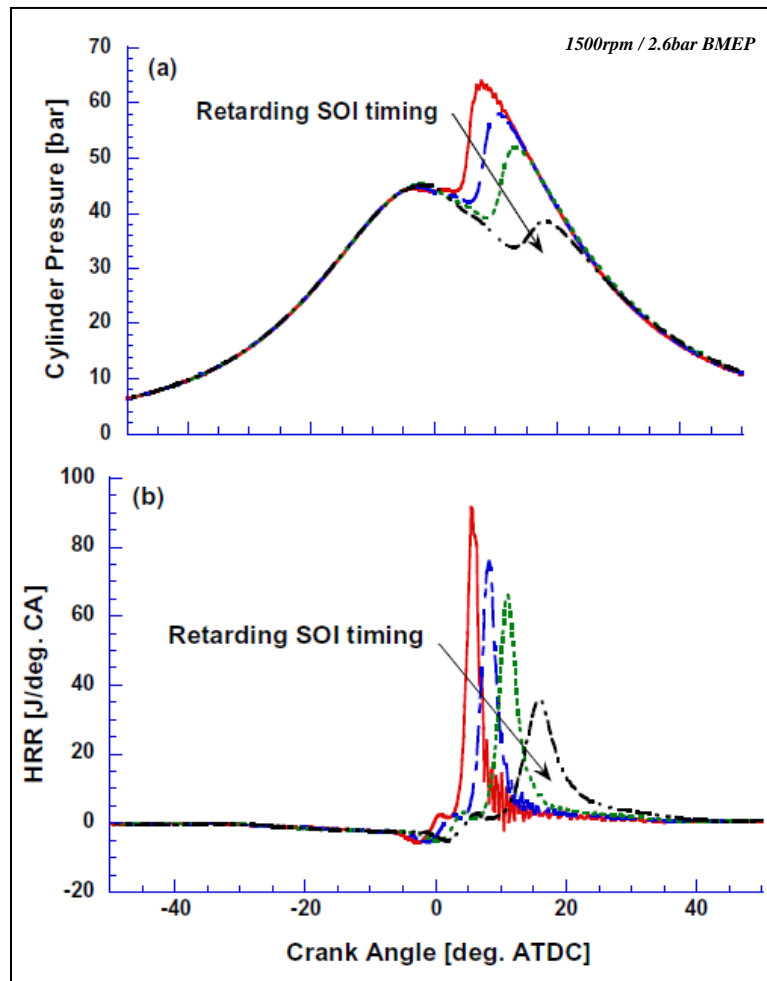 1500rpm / 2.6bar BMEP
(a)
Retarding SOI timing
Cylinder Pressure [bar]
70
60
50
40
30
20
10
0
(b)
Retarding SOI timing
HRR [J/deg. CA]
100
80
60
40
20
0
-20
-40 -20 0 20 40
Crank Angle [deg. ATDC]